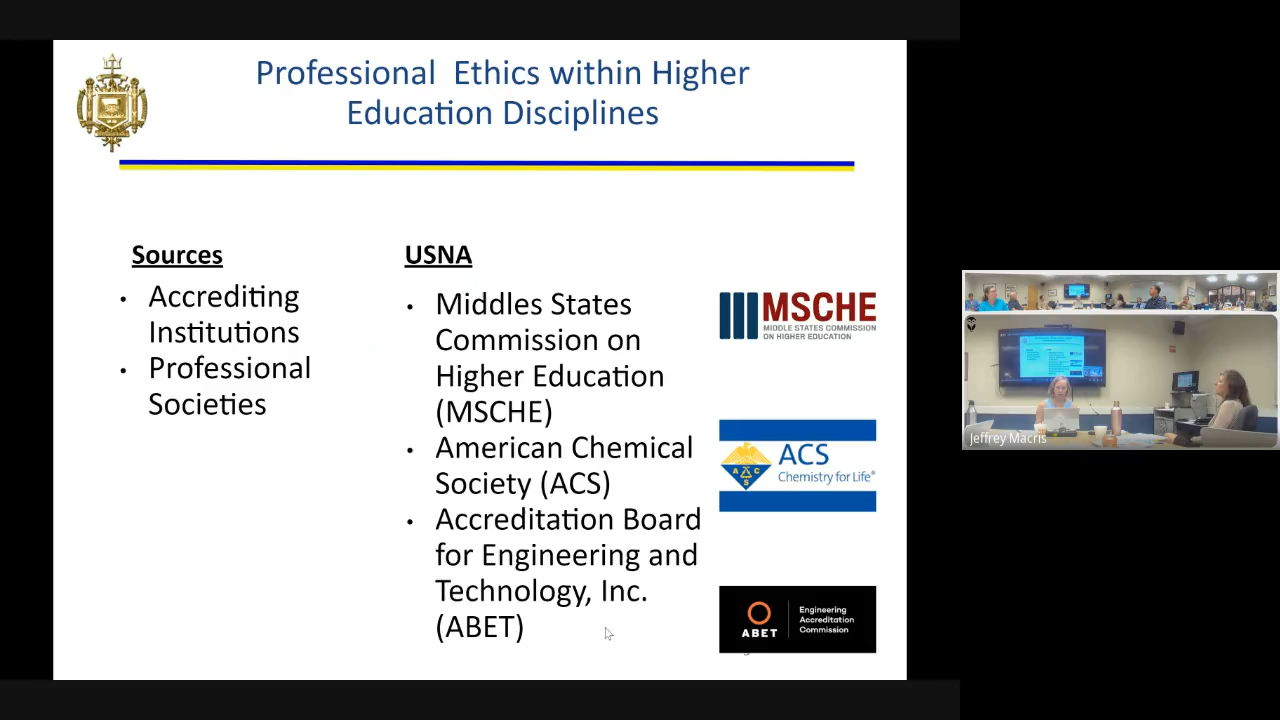 Professional Ethics within Higher
Education Disciplines
Sources
• Accrediting
Institutions
• Professional
Societies
USNA
• Middles States
Commission on
Higher Education
(MSCHE)
• American Chemical
Society (ACS)
• Accreditation Board
for Engineering and
Technology, Inc.
(ABET)
MSCHE
MIDDLE STATES COMMISSION
ON HIGHER EDUCATION
A C S
ACS
Chemistry for Life®
ABET
Engineering
Accreditation
Commission
Jeffrey Macris